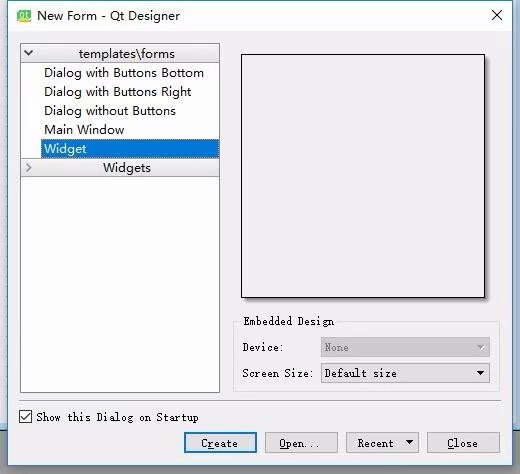 New Form - Qt Designer
templates\forms
Dialog with Buttons Bottom
Dialog with Buttons Right
Dialog without Buttons
Main Window
Widget
Widgets
Embedded Design
Device: None
Screen Size: Default size
Show this Dialog on Startup
Create Open... Recent Close